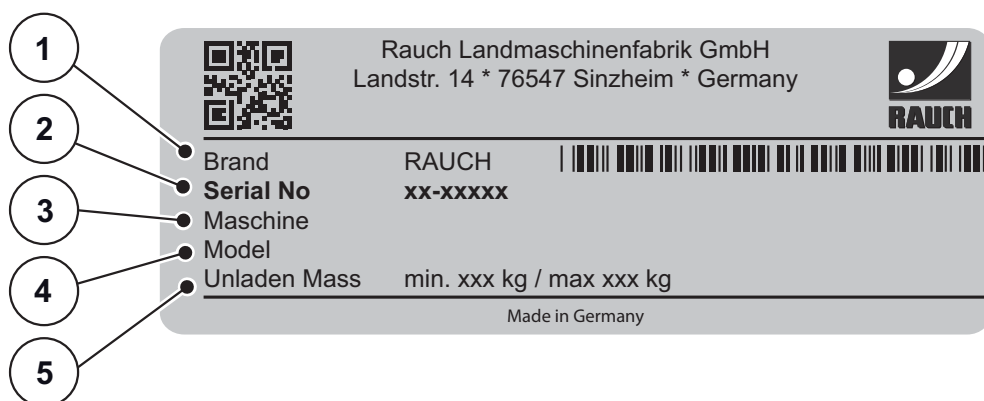 1
Rauch Landmaschinenfabrik GmbH
Landstr. 14 * 76547 Sinzheim * Germany
RAUCH
2
Brand RAUCH
Serial No xx-xxxxx
3
Maschine
Model
4
Unladen Mass min. xxx kg / max xxx kg
Made in Germany
5